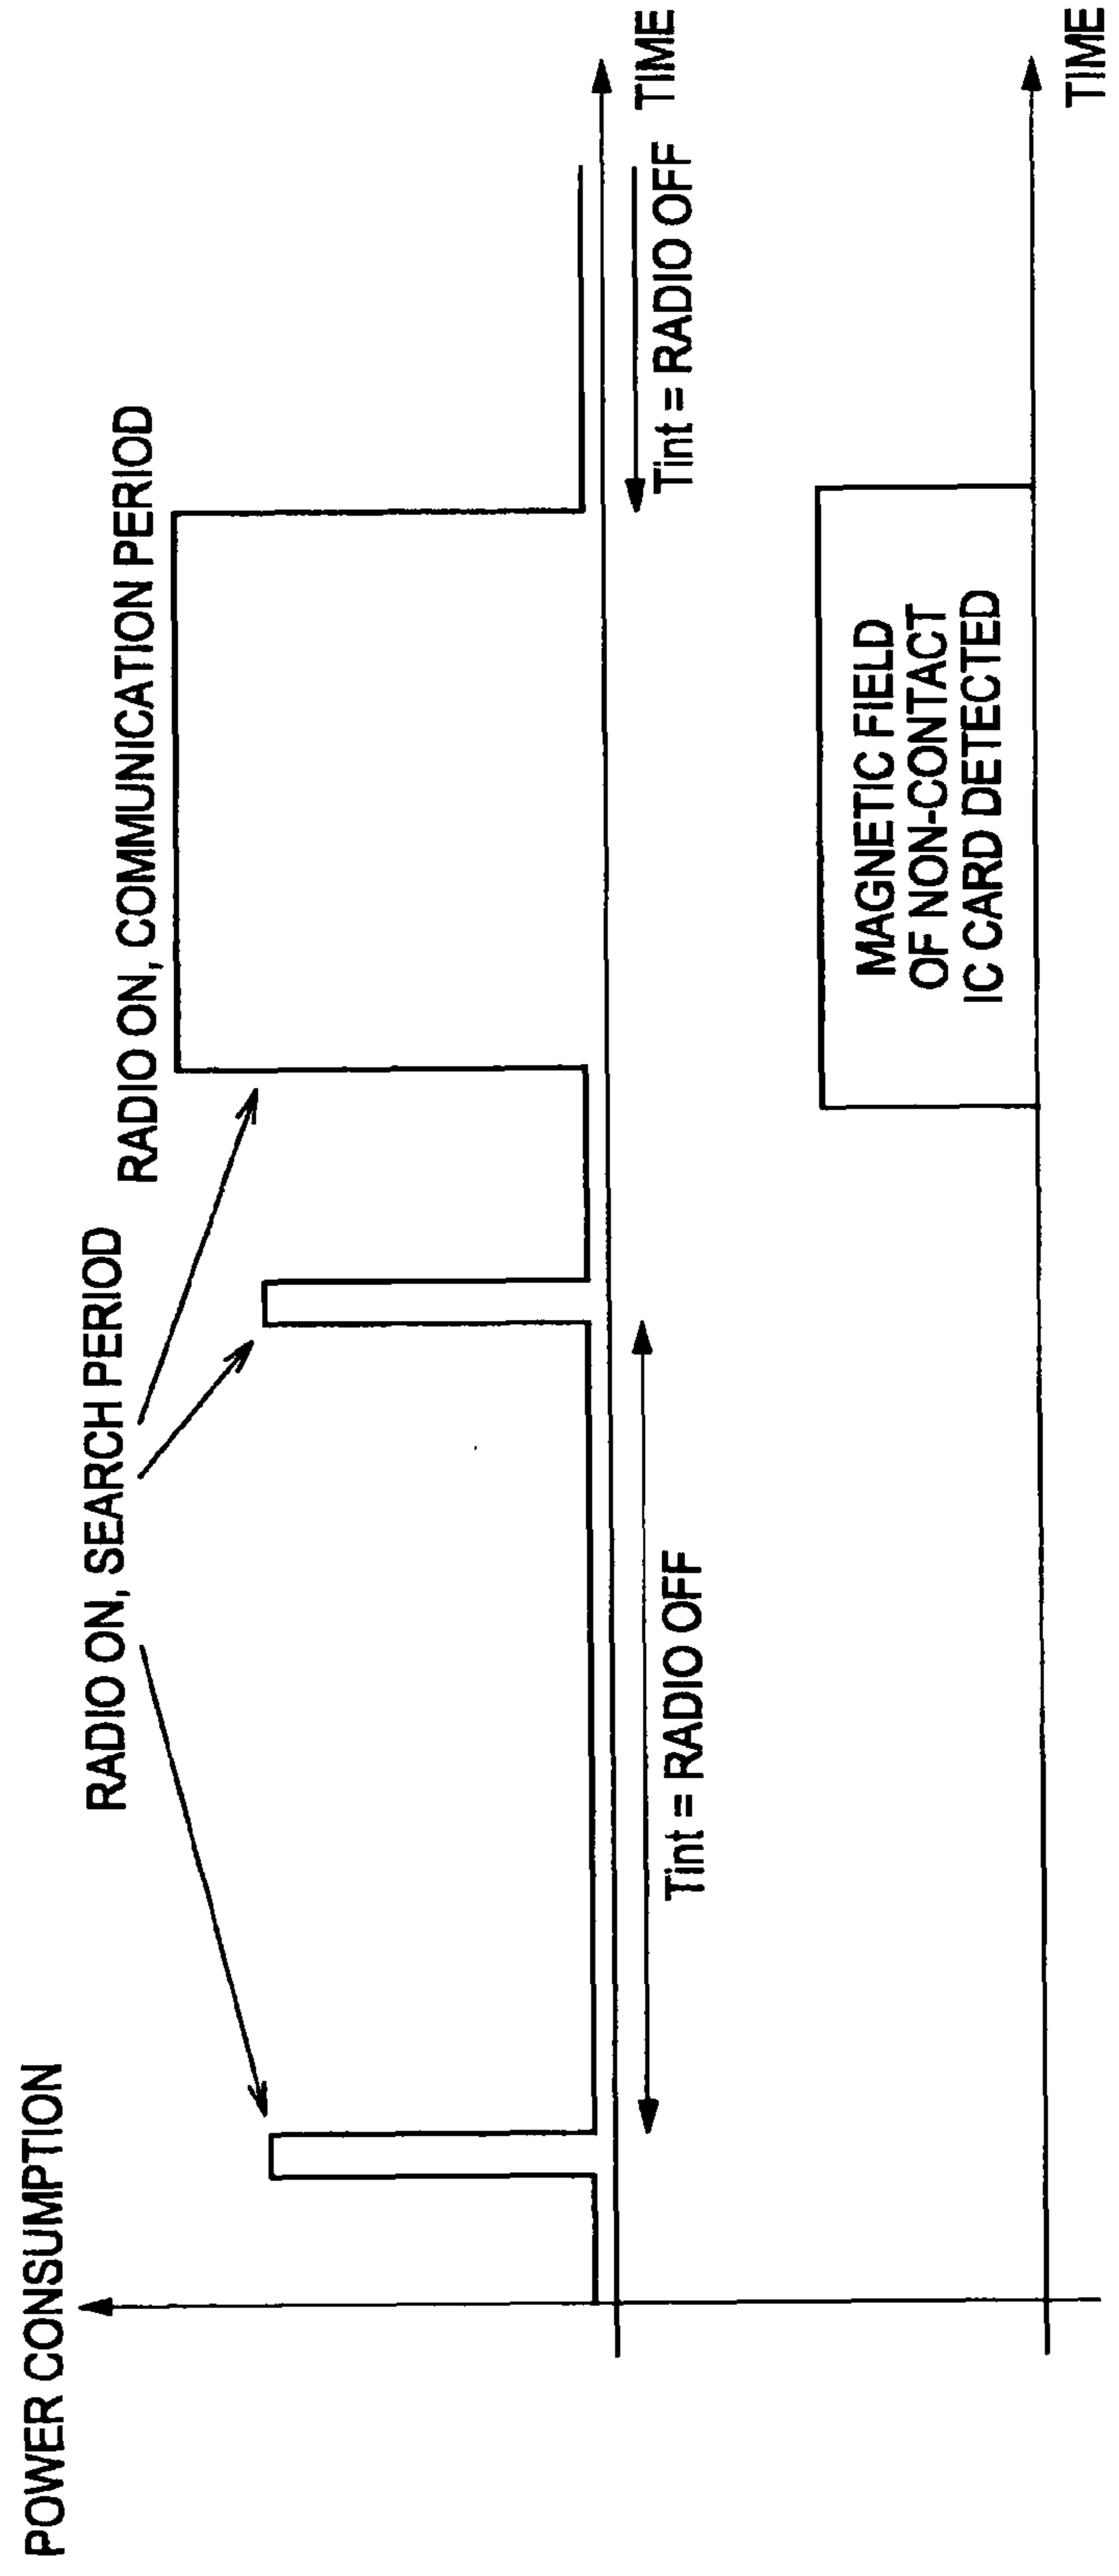 POWER CONSUMPTION
RADIO ON, SEARCH PERIOD
RADIO ON, COMMUNICATION PERIOD
Tint = RADIO OFF
Tint = RADIO OFF
TIME
MAGNETIC FIELD
OF NON-CONTACT
IC CARD DETECTED
TIME